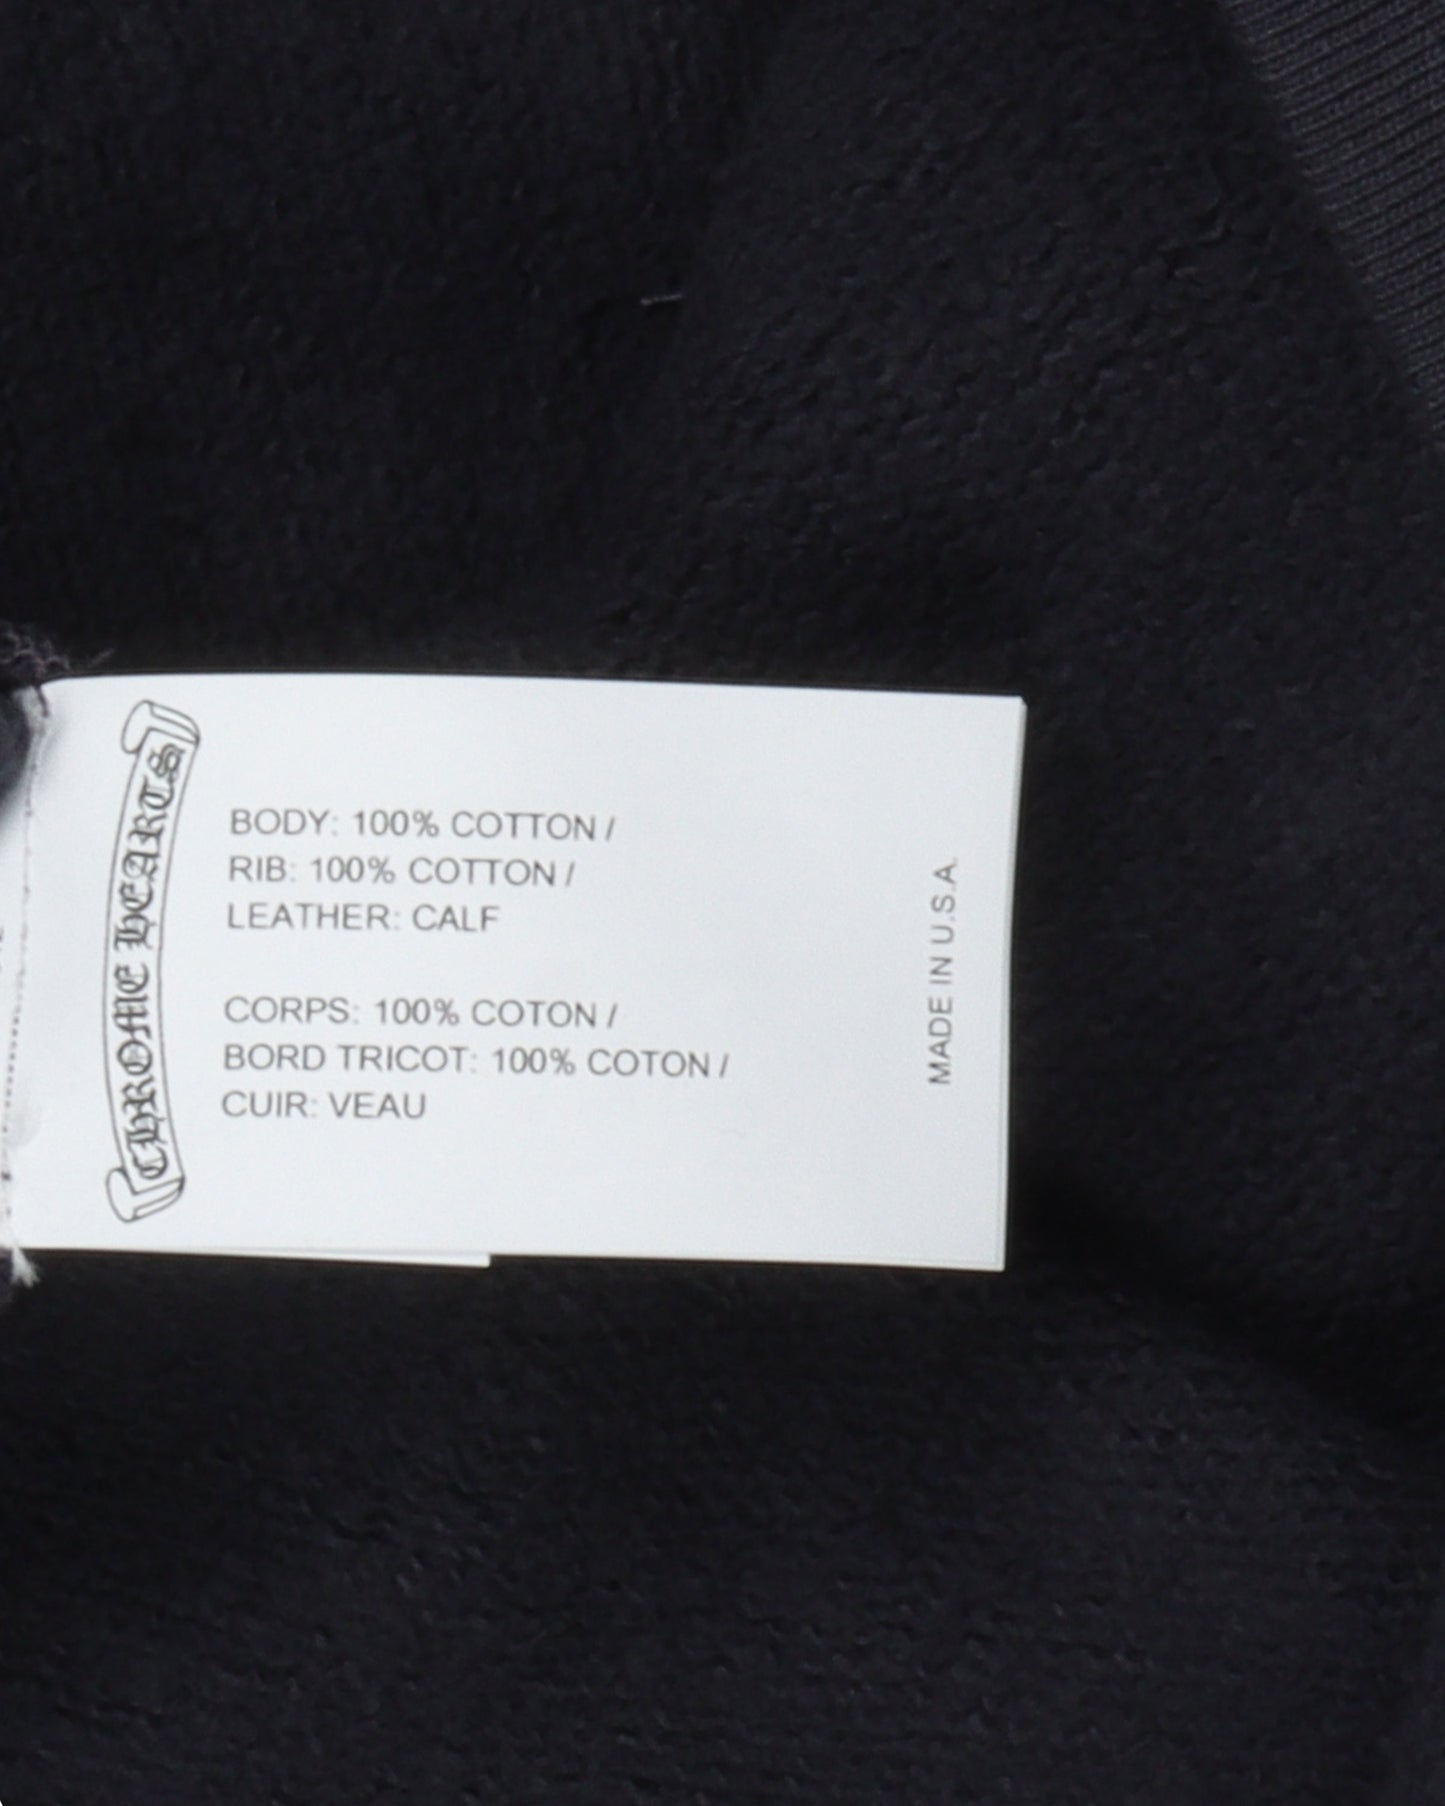 CHROME HEARTS
BODY: 100% COTTON /
RIB: 100% COTTON /
LEATHER: CALF
CORPS: 100% COTON /
BORD TRICOT: 100% COTON /
CUIR: VEAU
MADE IN U.S.A.